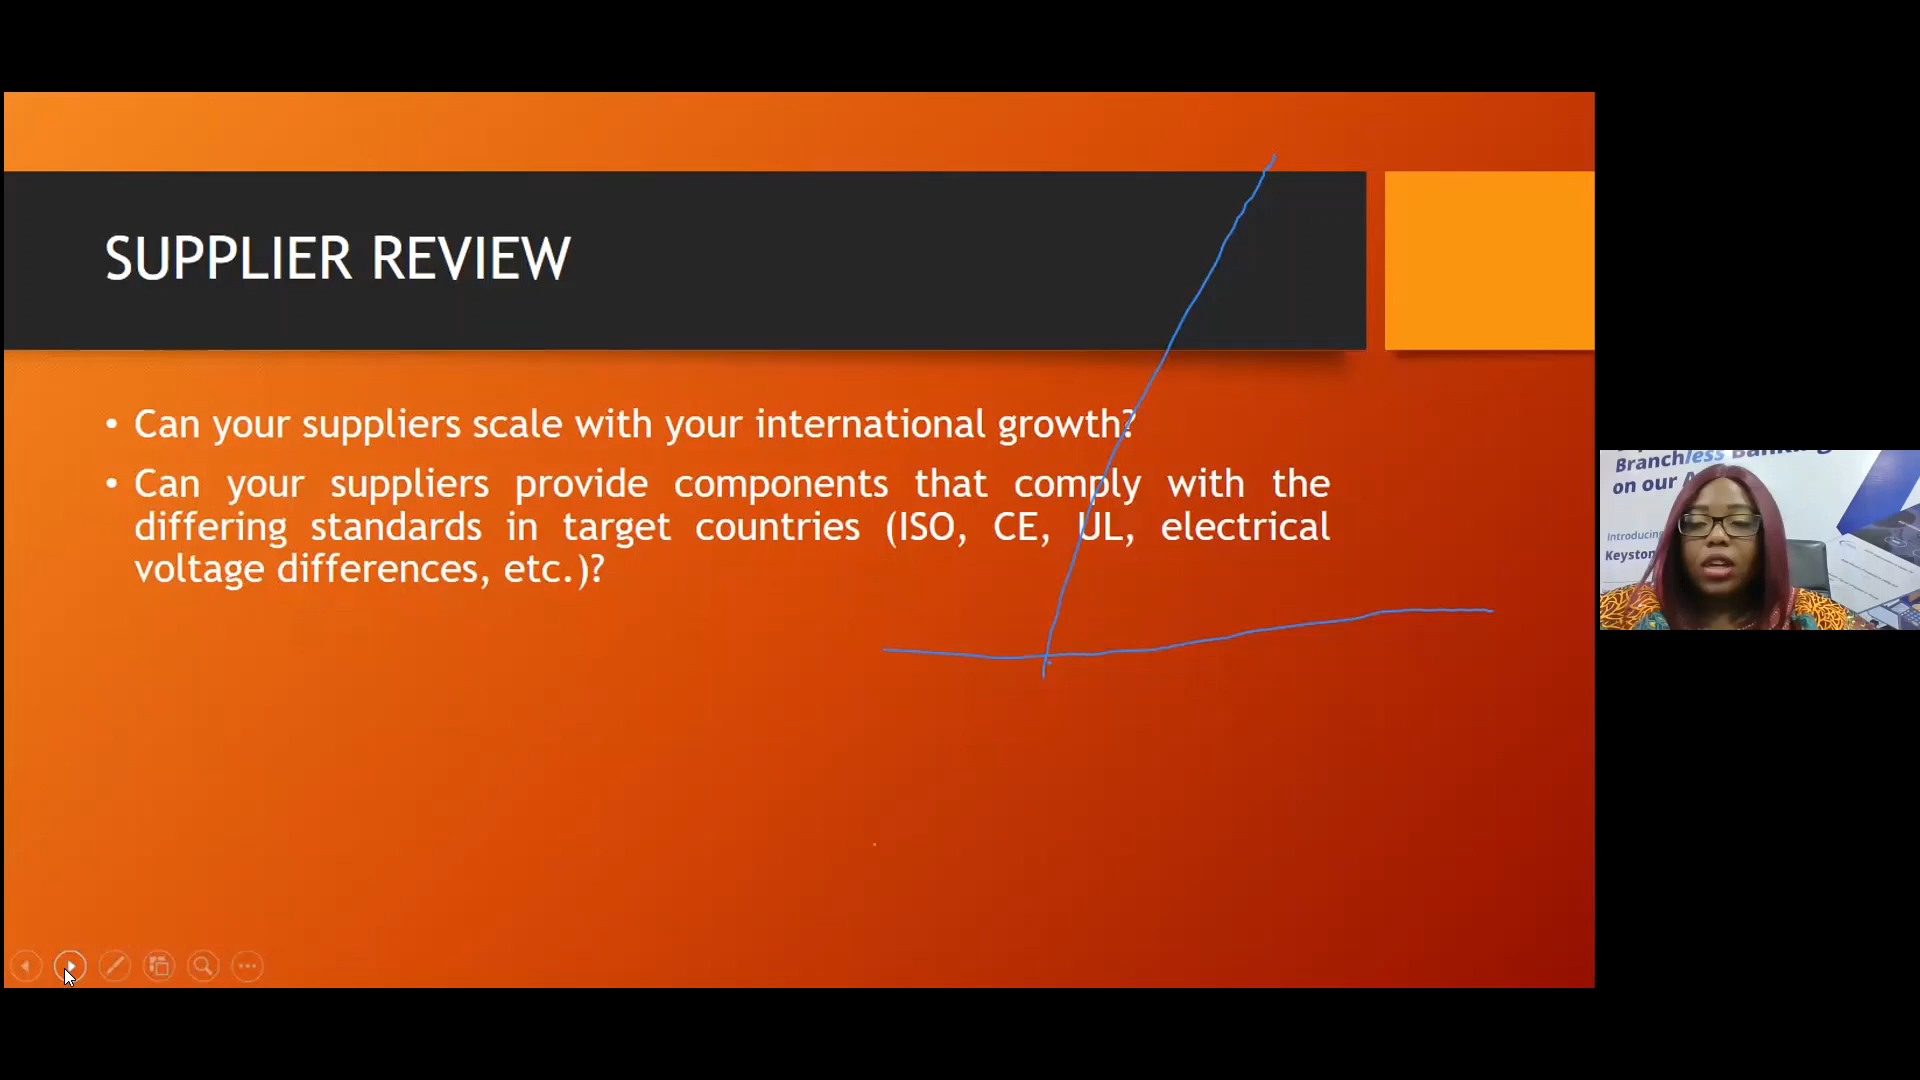 SUPPLIER REVIEW
• Can your suppliers scale with your international growth?
• Can your suppliers provide components that comply with the
differing standards in target countries (ISO, CE, UL, electrical
voltage differences, etc.)?
Branchless Banking
on our
Introducing
Keyston